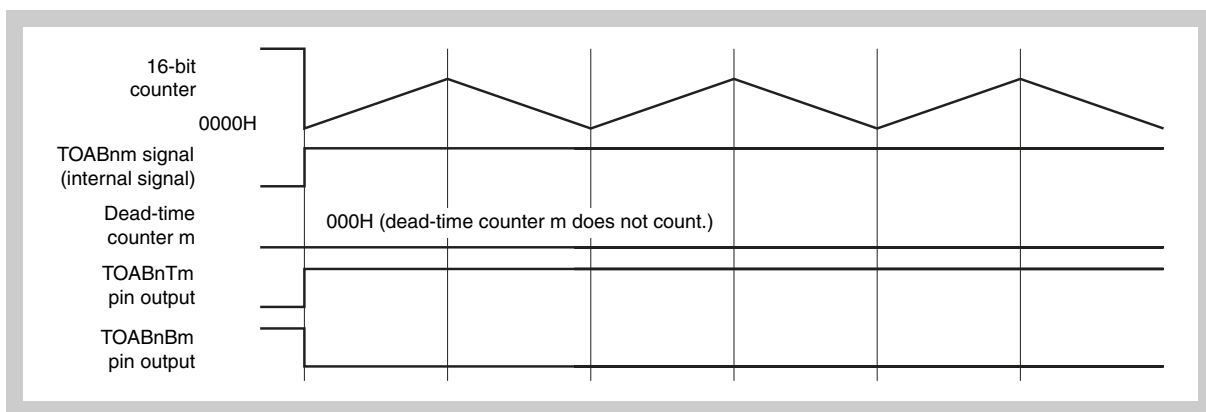 16-bit
counter
0000H
TOABnm signal
(internal signal)
Dead-time
counter m
000H (dead-time counter m does not count.)
TOABnTm
pin output
TOABnBm
pin output